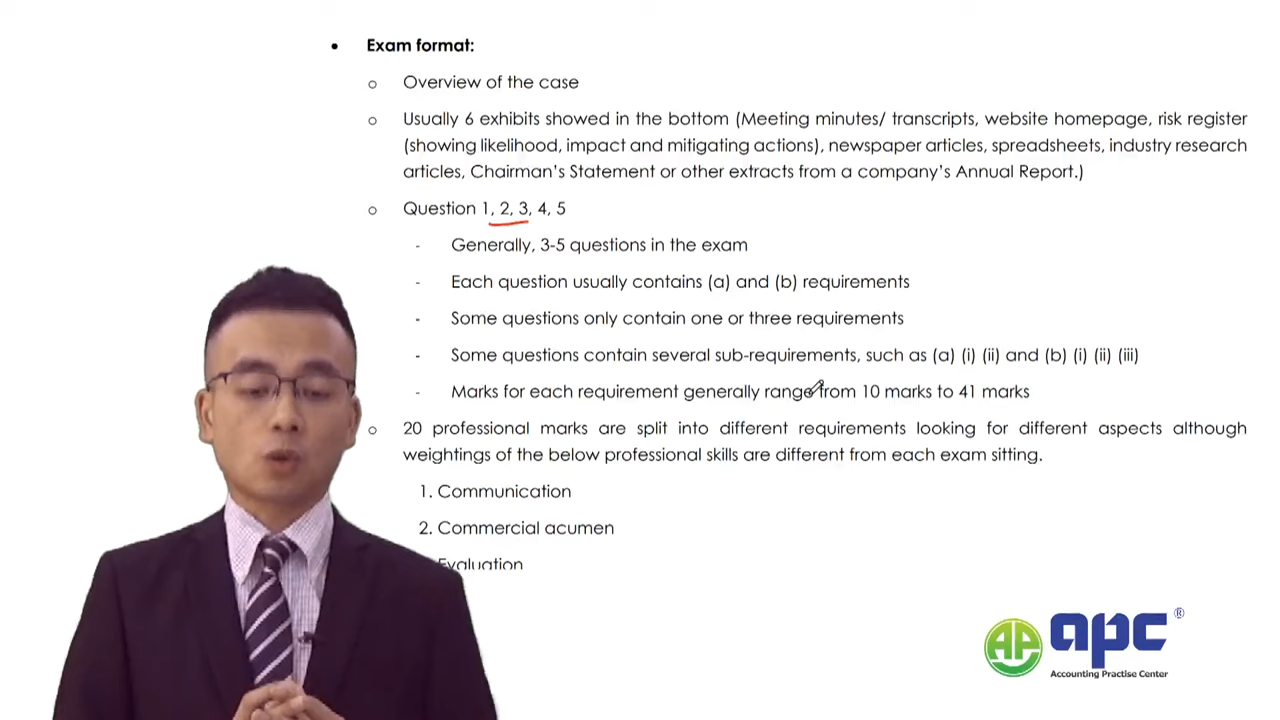 • Exam format:
o Overview of the case
o Usually 6 exhibits showed in the bottom (Meeting minutes/ transcripts, website homepage, risk register
(showing likelihood, impact and mitigating actions), newspaper articles, spreadsheets, industry research
articles, Chairman's Statement or other extracts from a company's Annual Report.)
o Question 1, 2, 3, 4, 5
- Generally, 3-5 questions in the exam
- Each question usually contains (a) and (b) requirements
- Some questions only contain one or three requirements
- Some questions contain several sub-requirements, such as (a) (i) (ii) and (b) (i) (ii) (iii)
- Marks for each requirement generally range from 10 marks to 41 marks
o 20 professional marks are split into different requirements looking for different aspects although
weightings of the below professional skills are different from each exam sitting.
1. Communication
2. Commercial acumen
Evaluation
AP apc®
Accounting Practise Center